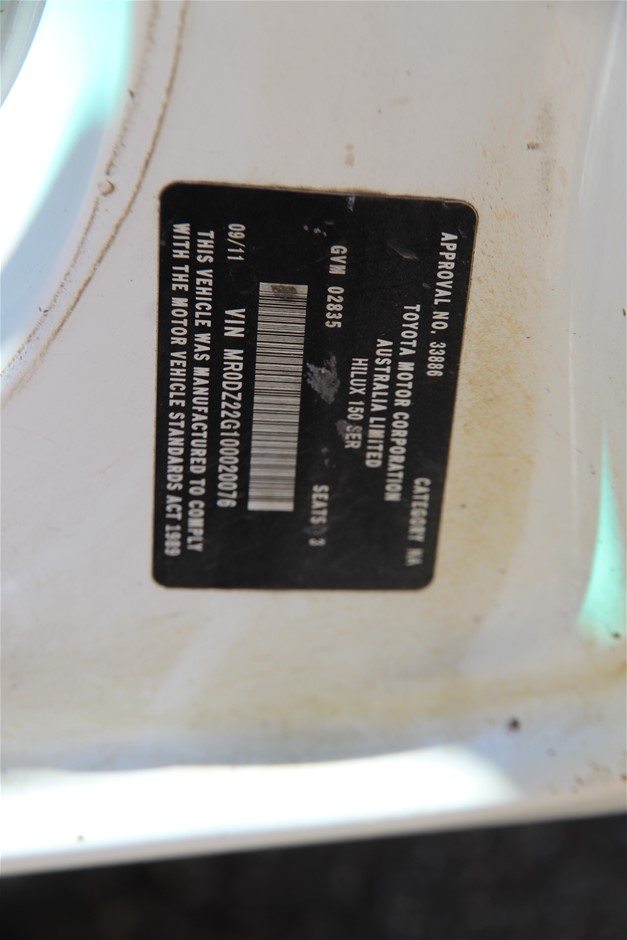 APPROVAL NO. 33886 CATEGORY NA
TOYOTA MOTOR CORPORATION
AUSTRALIA LIMITED
HILUX 150 SER
GVM 02835 SEATS 3
09/11 VIN MR0DZ22G100020076
THIS VEHICLE WAS MANUFACTURED TO COMPLY
WITH THE MOTOR VEHICLE STANDARDS ACT 1989